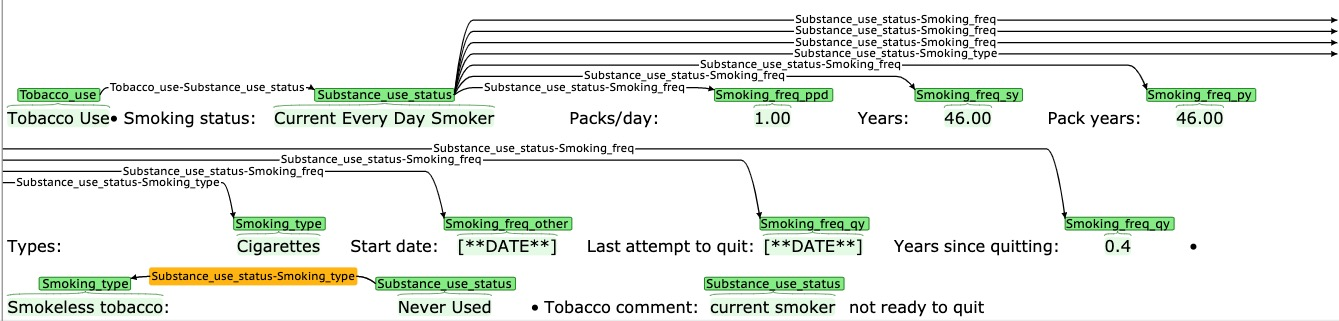 Substance_use_status-Smoking_freq
Substance_use_status-Smoking_freq
Substance_use_status-Smoking_freq
Substance_use_status-Smoking_type
Substance_use_status-Smoking_freq
Substance_use_status-Smoking_freq
Tobacco_use Tobacco_use-Substance_use_status Substance_use_status Substance_use_status-Smoking_freq Smoking_freq_ppd Smoking_freq_sy Smoking_freq_py
Tobacco Use• Smoking status: Current Every Day Smoker Packs/day: 1.00 Years: 46.00 Pack years: 46.00
Substance_use_status-Smoking_freq
Substance_use_status-Smoking_freq
Substance_use_status-Smoking_freq
Substance_use_status-Smoking_type
Smoking_type Smoking_freq_other Smoking_freq_qy Smoking_freq_qy
Types: Cigarettes Start date: [**DATE**] Last attempt to quit: [**DATE**] Years since quitting: 0.4 •
Smoking_type Substance_use_status-Smoking_type Substance_use_status Substance_use_status
Smokeless tobacco: Never Used • Tobacco comment: current smoker not ready to quit